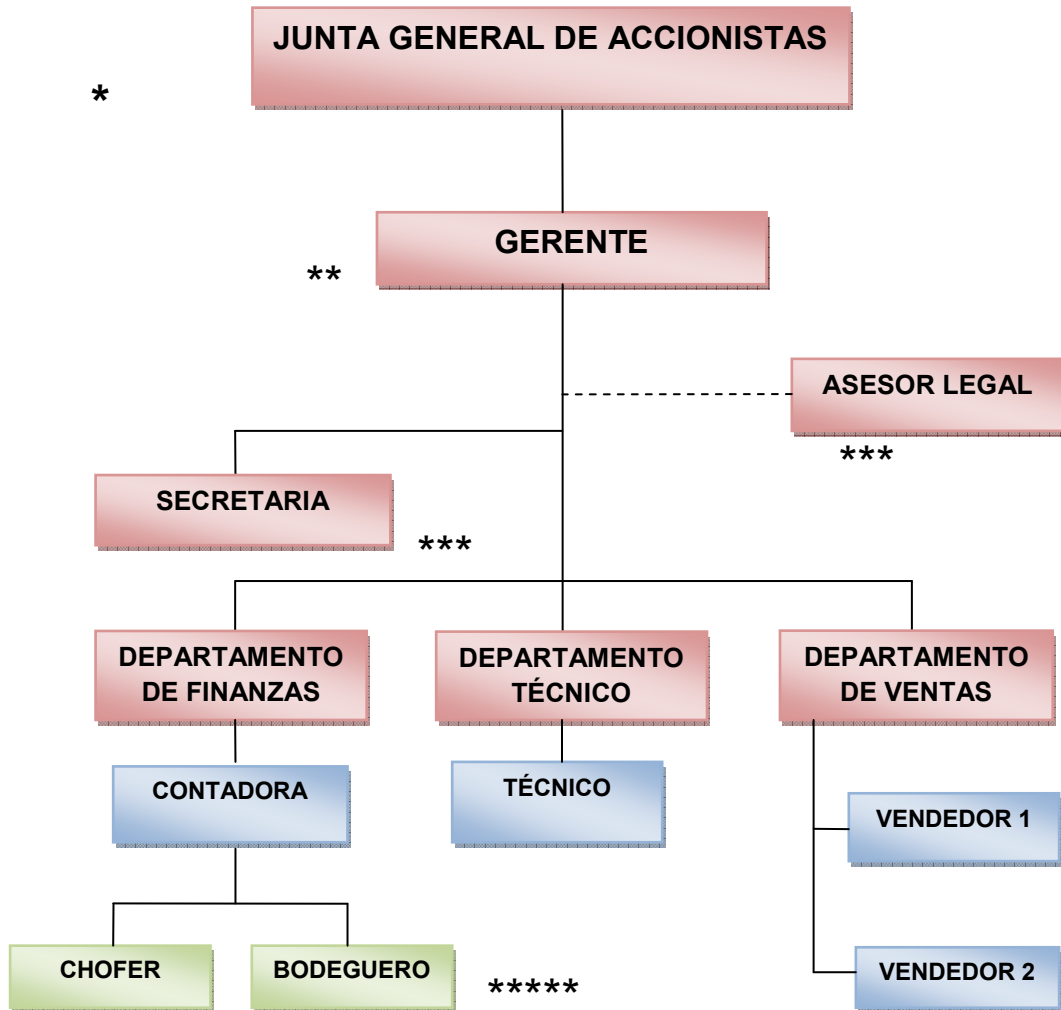 JUNTA GENERAL DE ACCIONISTAS
*
GERENTE
**
ASESOR LEGAL
***
SECRETARIA
***
DEPARTAMENTO
DE FINANZAS
DEPARTAMENTO
TÉCNICO
DEPARTAMENTO
DE VENTAS
CONTADORA
TÉCNICO
VENDEDOR 1
CHOFER
BODEGUERO
*****
VENDEDOR 2